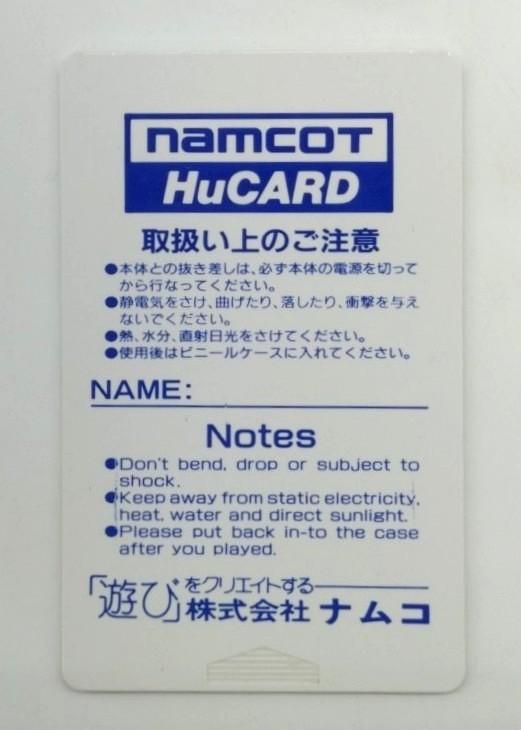 namcoT
HuCARD
取扱い上のご注意
●本体との抜き差しは、必ず本体の電源を切って
から行なってください。
●静電気をさけ、曲げたり、落したり、衝撃を与え
ないでください。
●熱、水分、直射日光をさけてください。
●使用後はビニールケースに入れてください。
NAME:
Notes
●Don't bend, drop or subject to
shock.
●Keep away from static electricity,
heat, water and direct sunlight.
●Please put back in-to the case
after you played.
「遊び」をクリエイトする
株式会社 ナムコ